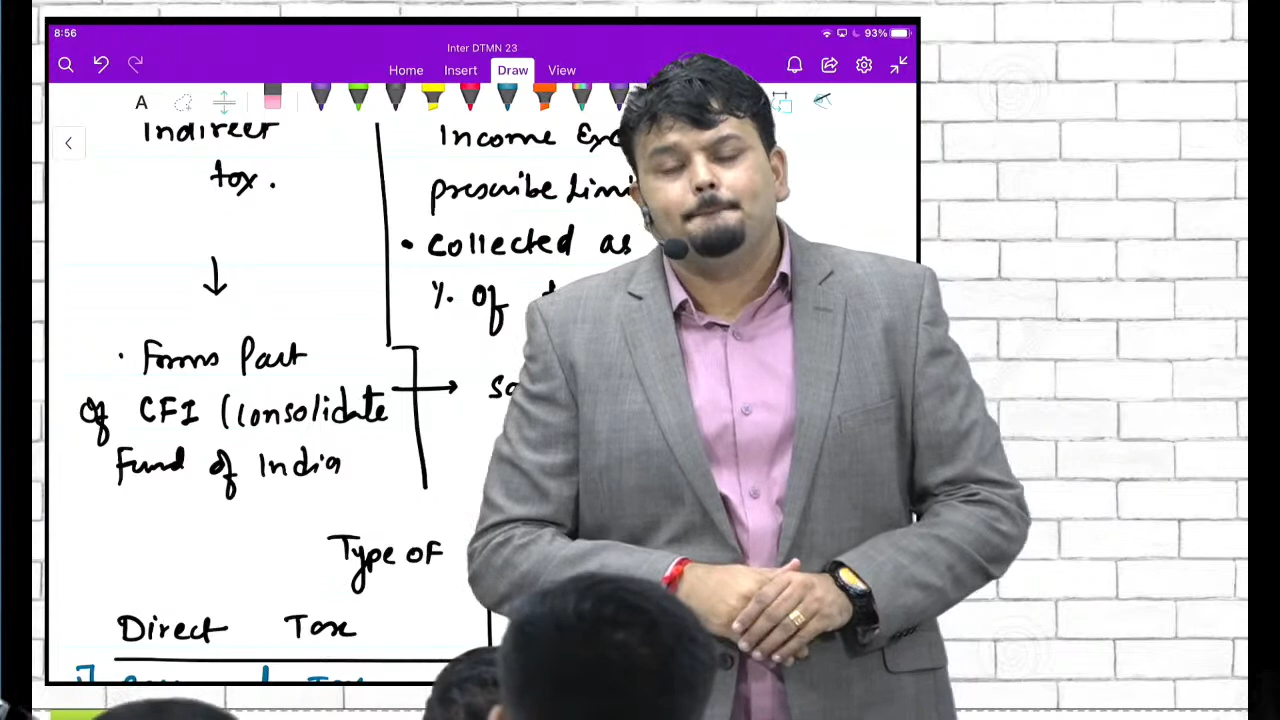 8:56
93%
Inter DTMN 23
Home Insert Draw View
A
Indirect
tax.
Forms Part
of CFI (Consolidate
Fund of India
Income
prescribe
• Collected as
% of
Type of
Direct Tax